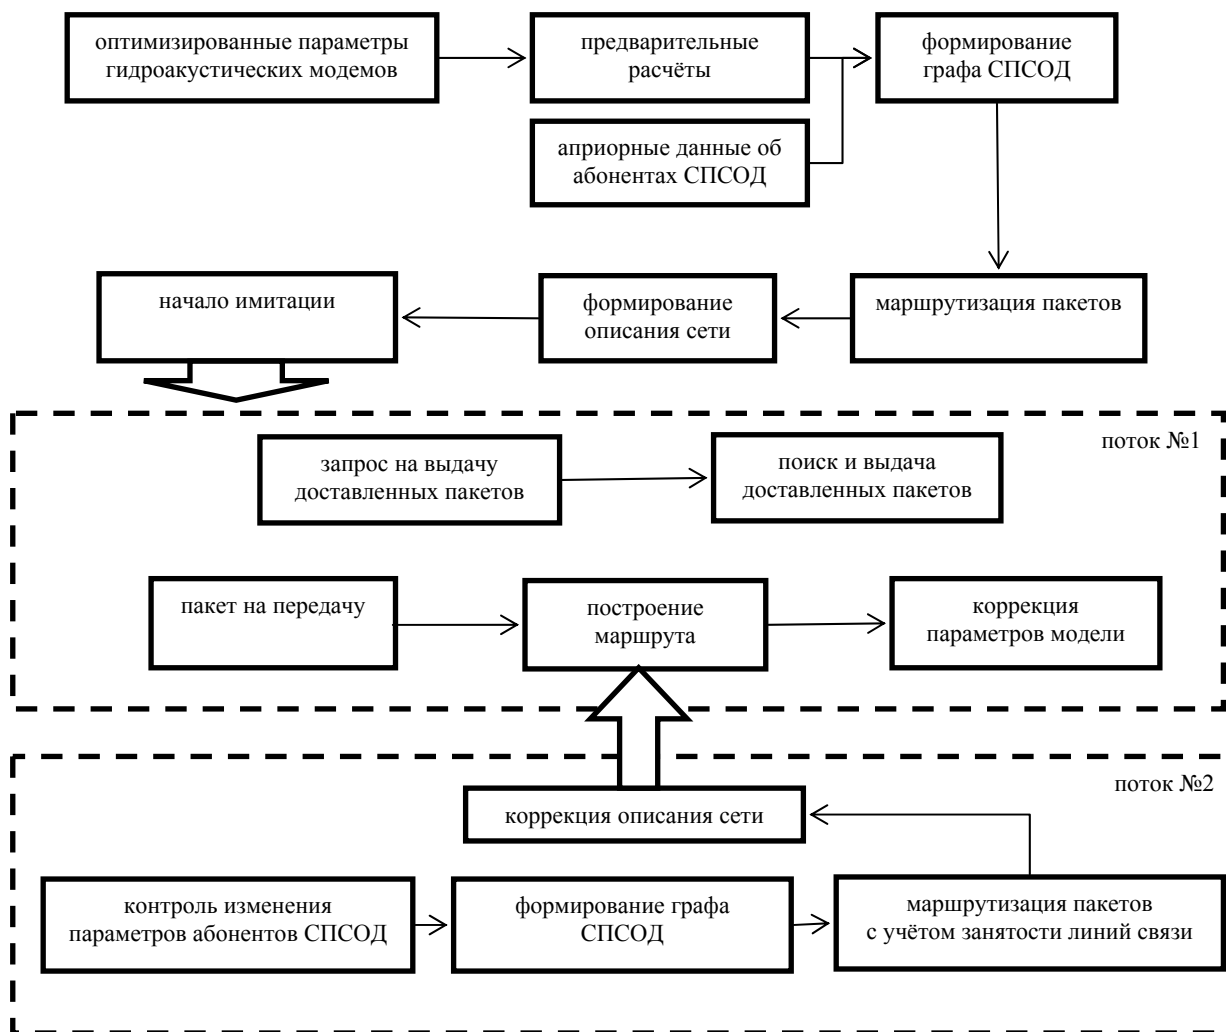 оптимизированные параметры
гидроакустических модемов
предварительные
расчёты
формирование
графа СПСОД
априорные данные об
абонентах СПСОД
начало имитации
формирование
описания сети
маршрутизация пакетов
поток №1
запрос на выдачу
доставленных пакетов
поиск и выдача
доставленных пакетов
пакет на передачу
построение
маршрута
коррекция
параметров модели
поток №2
коррекция описания сети
контроль изменения
параметров абонентов СПСОД
формирование графа
СПСОД
маршрутизация пакетов
с учётом занятости линий связи